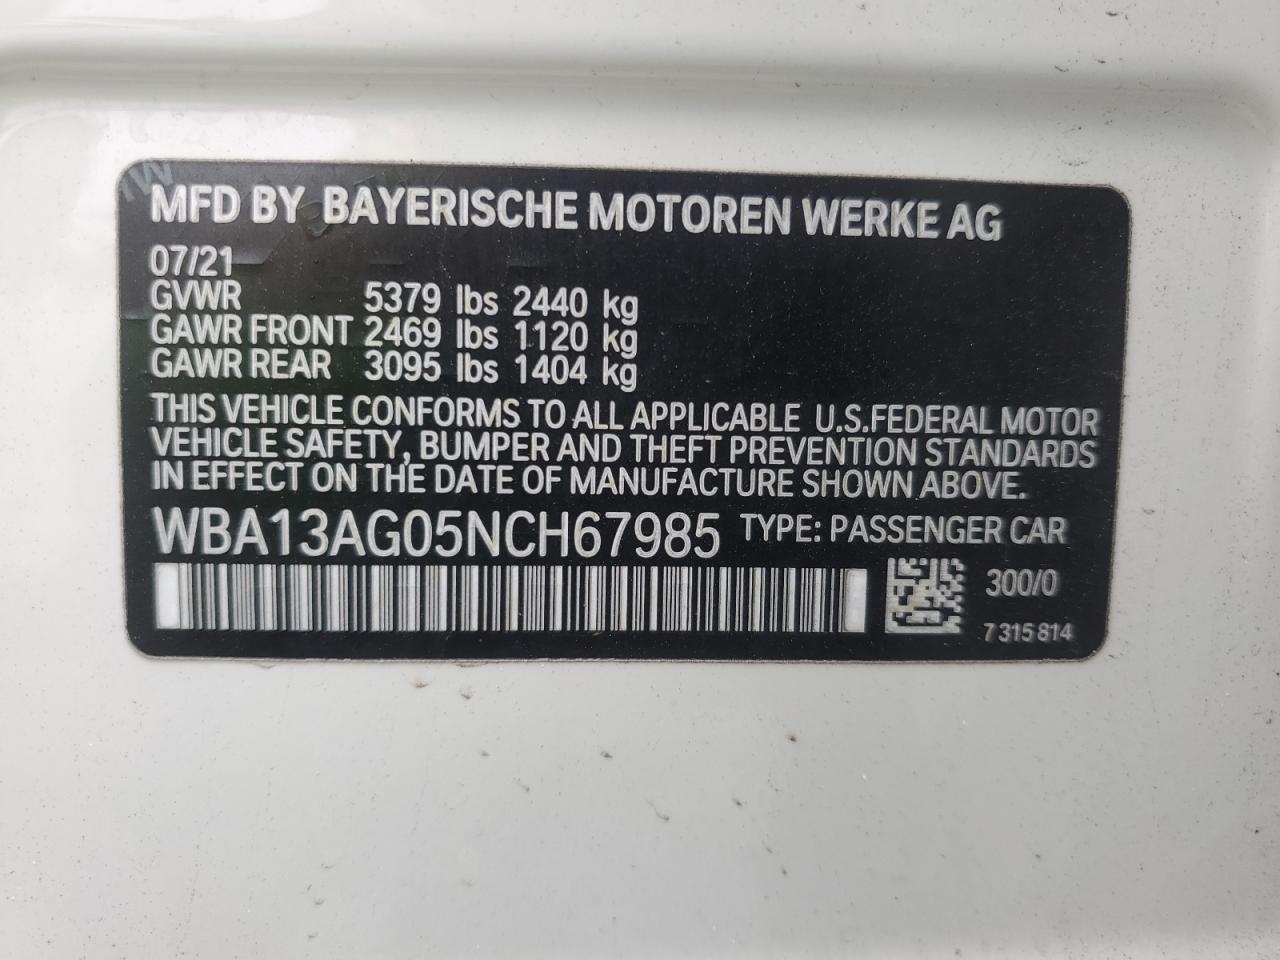 MFD BY BAYERISCHE MOTOREN WERKE AG
07/21
GVWR 5379 lbs 2440 kg
GAWR FRONT 2469 lbs 1120 kg
GAWR REAR 3095 lbs 1404 kg
THIS VEHICLE CONFORMS TO ALL APPLICABLE U.S.FEDERAL MOTOR
VEHICLE SAFETY, BUMPER AND THEFT PREVENTION STANDARDS
IN EFFECT ON THE DATE OF MANUFACTURE SHOWN ABOVE.
WBA13AG05NCH67985 TYPE: PASSENGER CAR
300/0
7 315 814